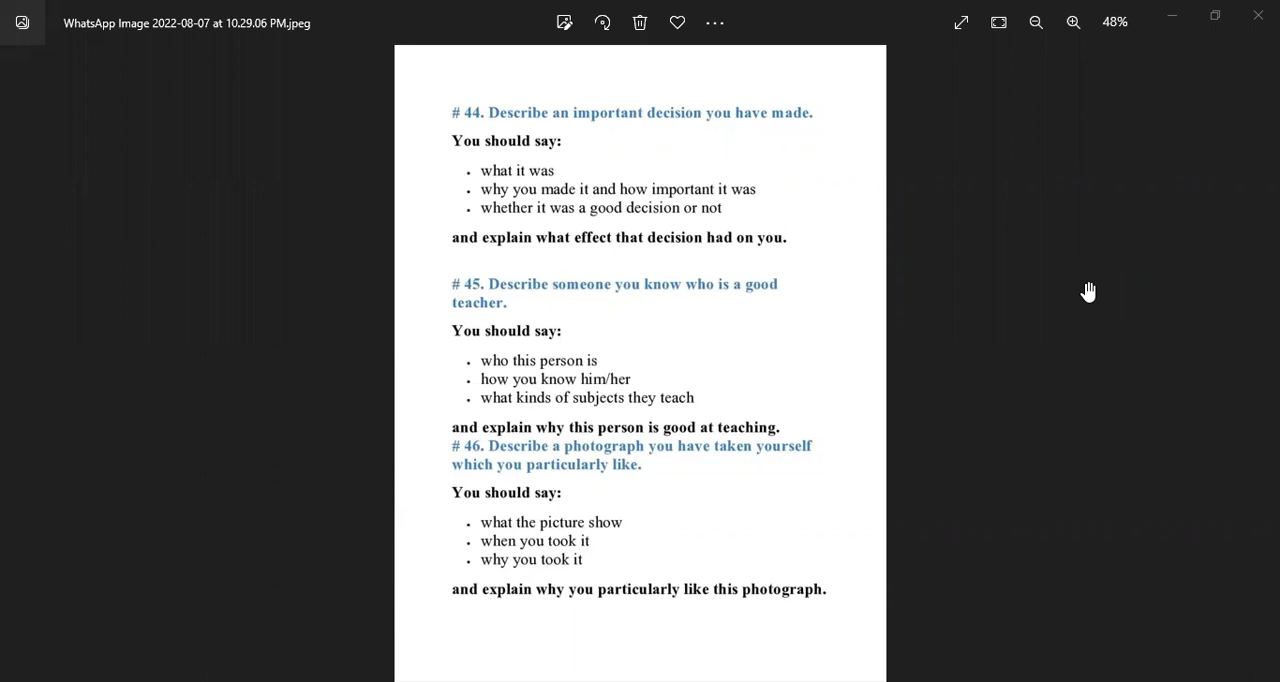 WhatsApp Image 2022-08-07 at 10.29.06 PM.jpeg
48%
# 44. Describe an important decision you have made.
You should say:
• what it was
• why you made it and how important it was
• whether it was a good decision or not
and explain what effect that decision had on you.
# 45. Describe someone you know who is a good
teacher.
You should say:
• who this person is
• how you know him/her
• what kinds of subjects they teach
and explain why this person is good at teaching.
# 46. Describe a photograph you have taken yourself
which you particularly like.
You should say:
• what the picture show
• when you took it
• why you took it
and explain why you particularly like this photograph.